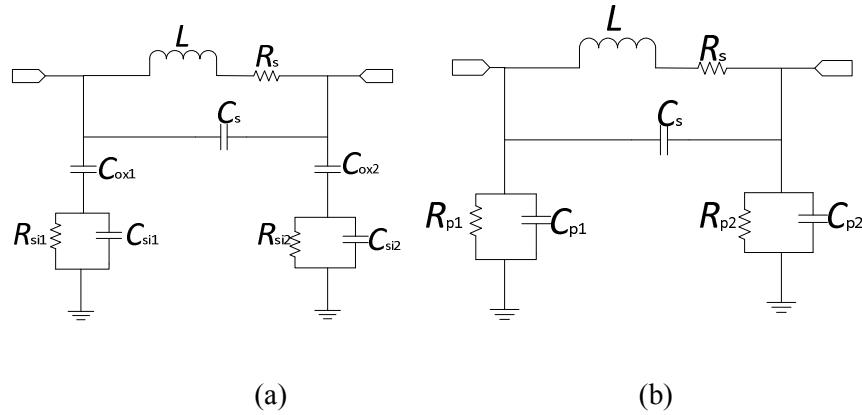 L
Rs
Cs
Cox1
Cox2
Rsi1
Csi1
Rsi2
Csi2
(a)
L
Rs
Cs
Rp1
Cp1
Rp2
Cp2
(b)